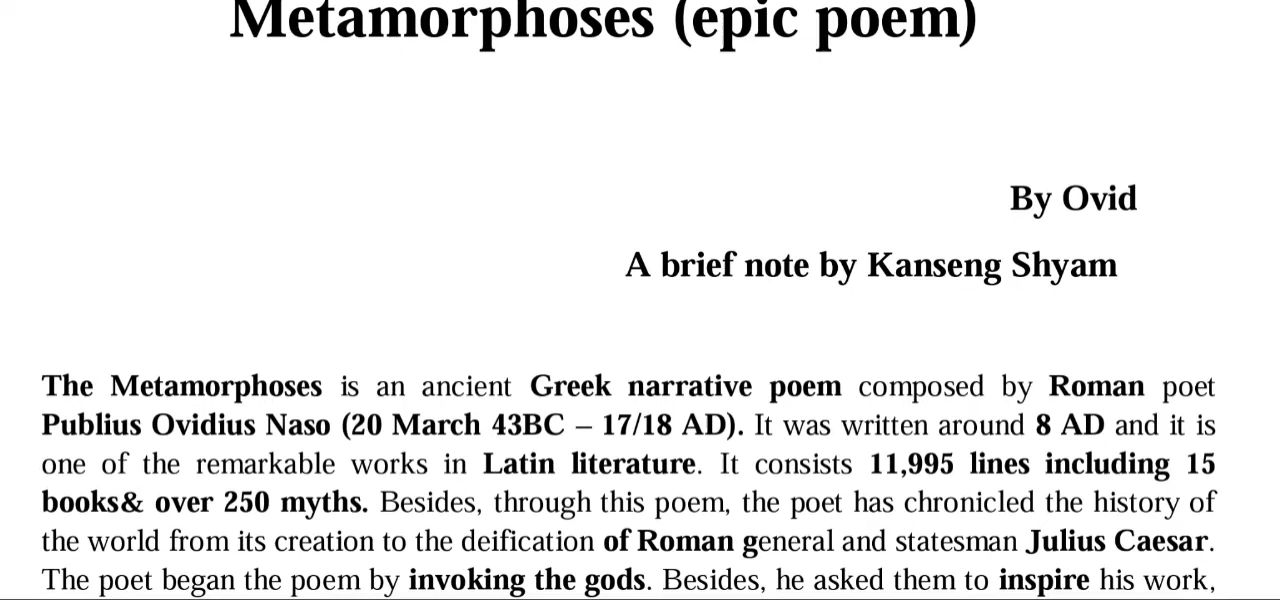 Metamorphoses (epic poem)
By Ovid
A brief note by Kanseng Shyam
The Metamorphoses is an ancient Greek narrative poem composed by Roman poet
Publius Ovidius Naso (20 March 43BC – 17/18 AD). It was written around 8 AD and it is
one of the remarkable works in Latin literature. It consists 11,995 lines including 15
books& over 250 myths. Besides, through this poem, the poet has chronicled the history of
the world from its creation to the deification of Roman general and statesman Julius Caesar.
The poet began the poem by invoking the gods. Besides, he asked them to inspire his work,